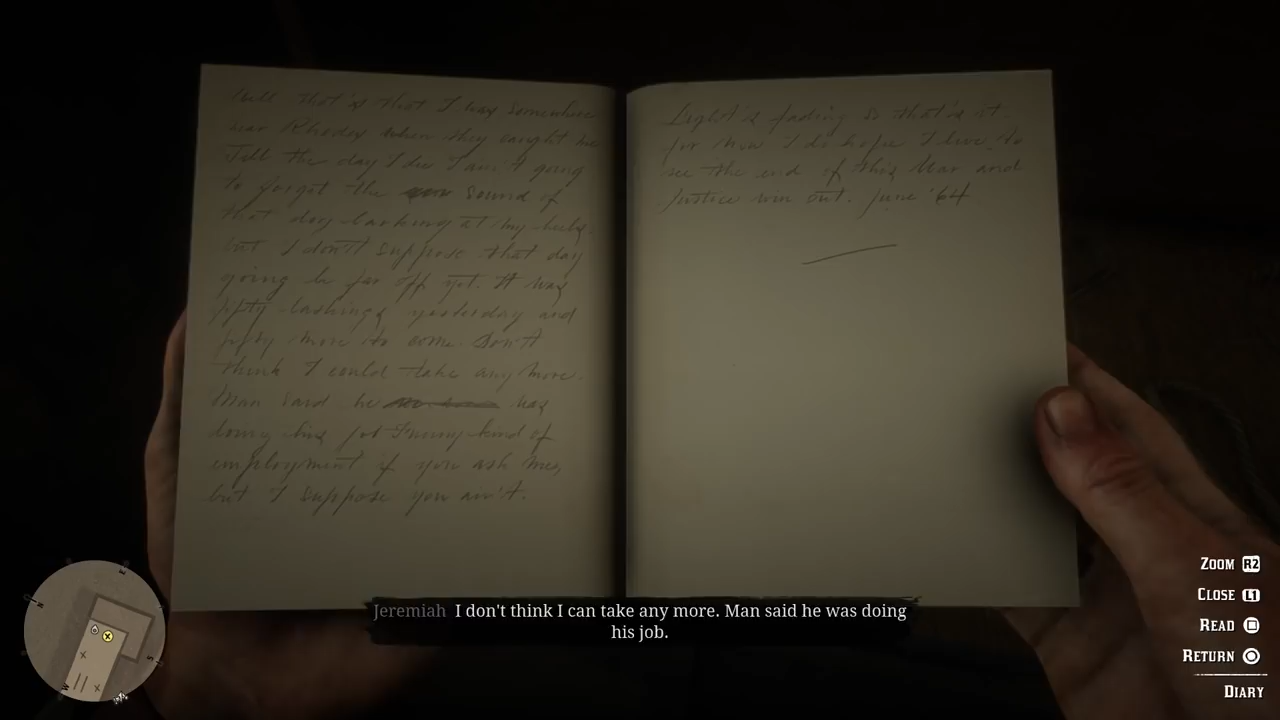 Well that's that I was somewhere
near Rhodes when they caught me
Till the day I die I ain't going
to forget the sound of
that dog barking at my heels.
but I don't suppose that day
going be far off yet. It was
fifty lashings yesterday and
fifty more to come. Don't
think I could take any more.
Man said he was
doing his job Funny kind of
employment if you ask me,
but I suppose you ain't.
Light is fading so that's it
for now I do hope I live to
see the end of this War and
Justice win out. June '64
Jeremiah I don't think I can take any more. Man said he was doing
his job.
ZOOM R2
CLOSE L1
READ
RETURN
DIARY